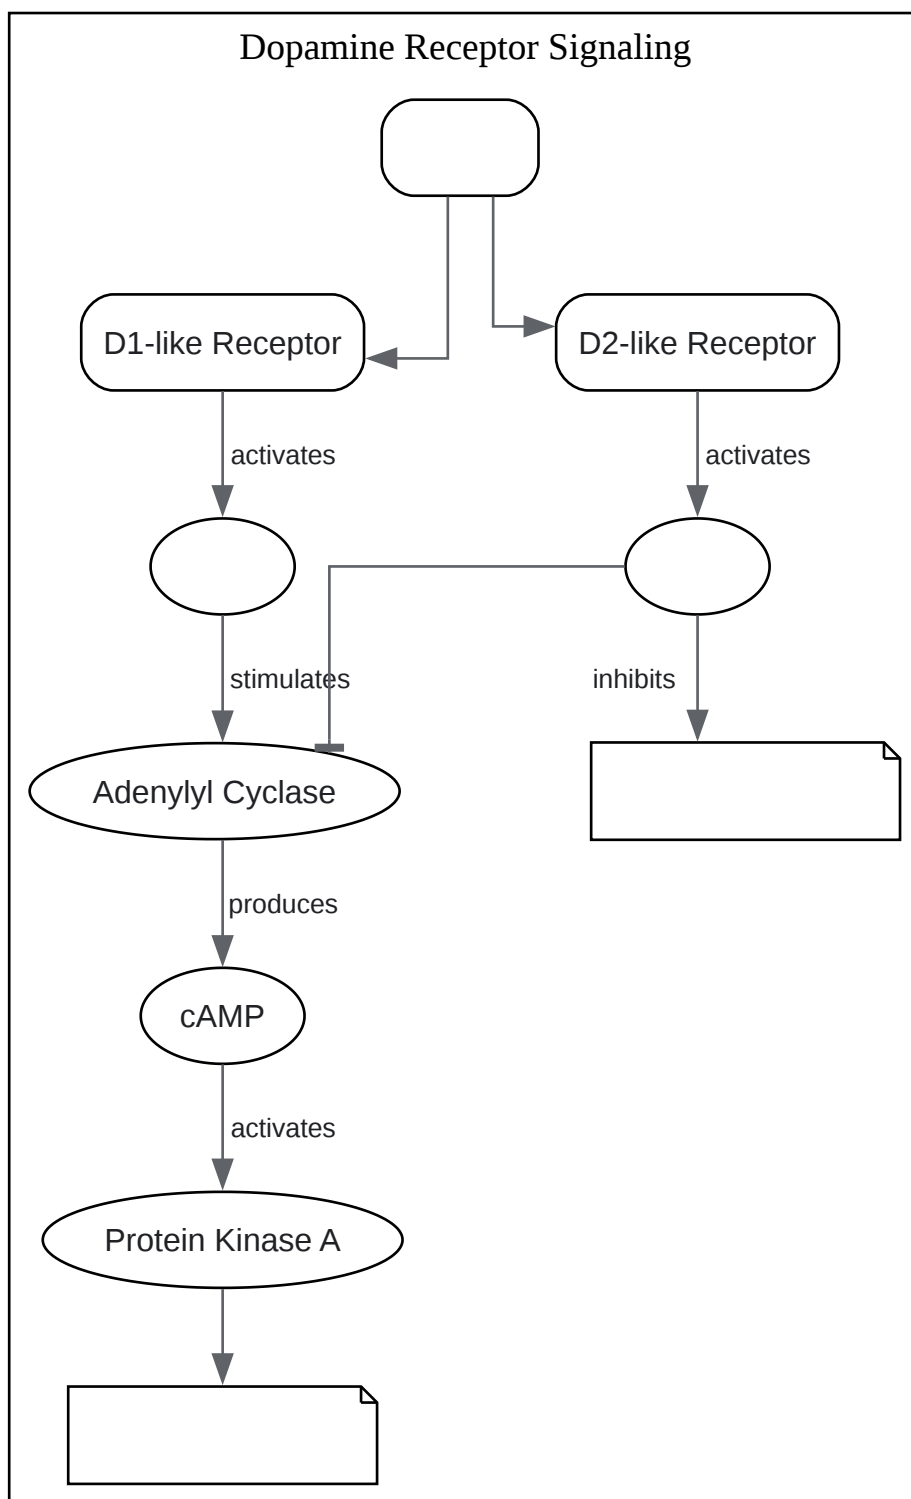 Dopamine Receptor Signaling
D1-like Receptor
D2-like Receptor
activates
activates
stimulates
inhibits
Adenylyl Cyclase
produces
cAMP
activates
Protein Kinase A